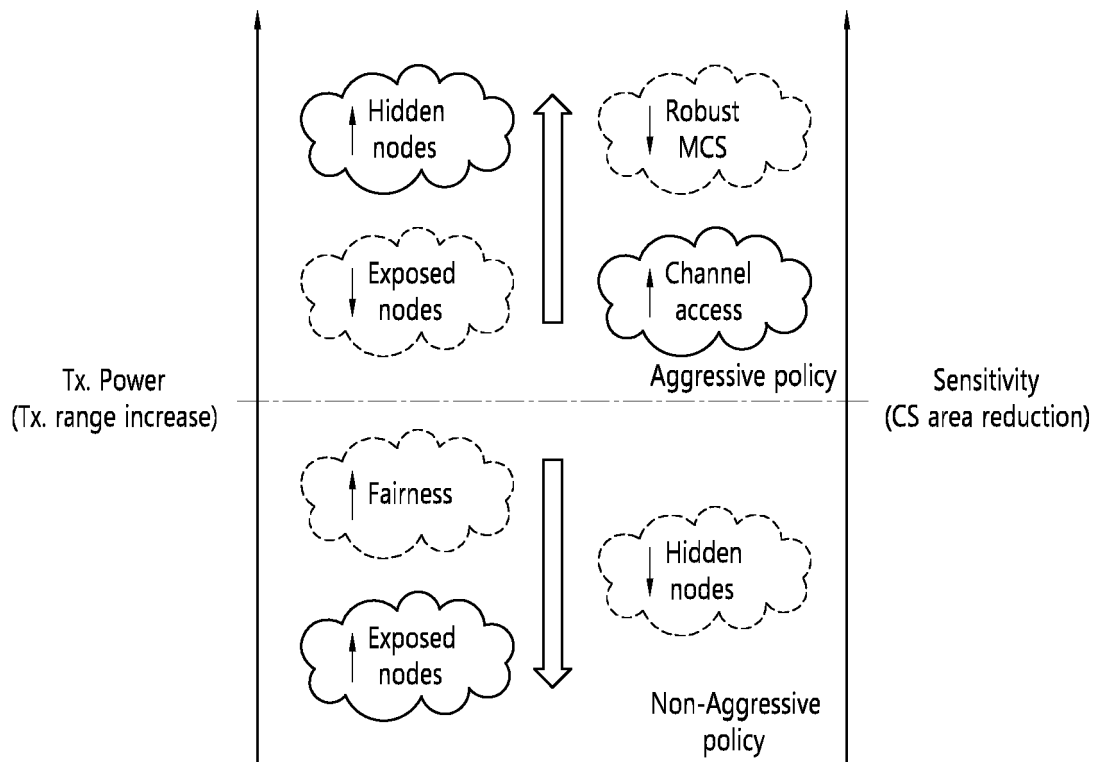 Hidden
nodes
Robust
MCS
Exposed
nodes
Channel
access
Aggressive policy
Tx. Power
(Tx. range increase)
Sensitivity
(CS area reduction)
Fairness
Hidden
nodes
Exposed
nodes
Non-Aggressive
policy